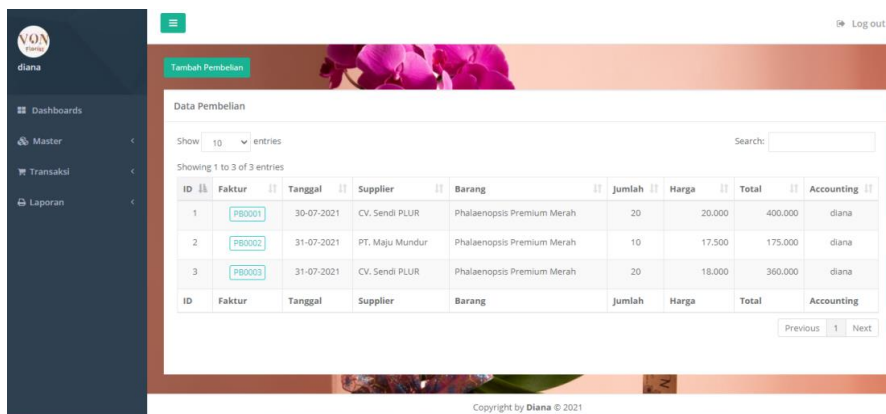 VON
Florist
diana
Log out
Dashboards
Master
Transaksi
Laporan
Tambah Pembelian
Data Pembelian
Show 10 entries
Search:
Showing 1 to 3 of 3 entries
ID Faktur Tanggal Supplier Barang Jumlah Harga Total Accounting
1 PB0001 30-07-2021 CV. Sendi PLUR Phalaenopsis Premium Merah 20 20.000 400.000 diana
2 PB0002 31-07-2021 PT. Maju Mundur Phalaenopsis Premium Merah 10 17.500 175.000 diana
3 PB0003 31-07-2021 CV. Sendi PLUR Phalaenopsis Premium Merah 20 18.000 360.000 diana
ID Faktur Tanggal Supplier Barang Jumlah Harga Total Accounting
Previous 1 Next
Copyright by Diana © 2021